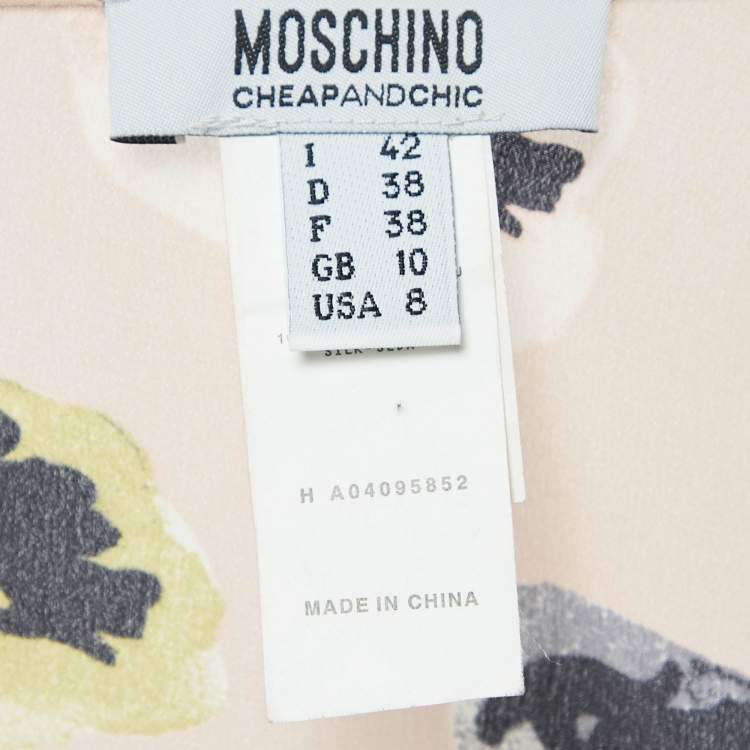 MOSCHINO
CHEAPANDCHIC
I 42
D 38
F 38
GB 10
USA 8
H A04095852
MADE IN CHINA